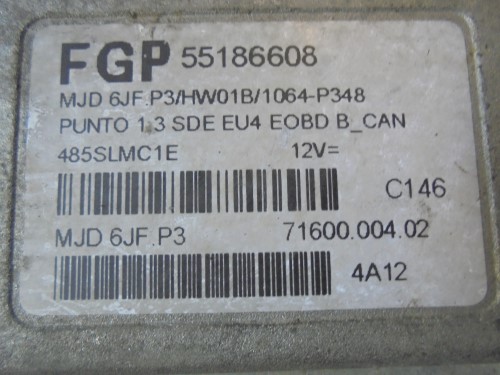 FGP 55186608
MJD 6JF.P3/HW01B/1064-P348
PUNTO 1.3 SDE EU4 EOBD B_CAN
485SLMC1E 12V=
C146
MJD 6JF.P3 71600.004.02
4A12